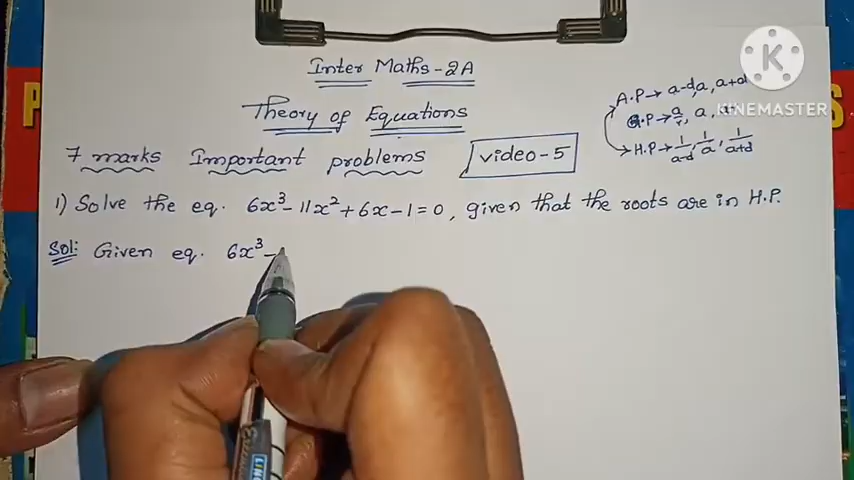 Inter Maths-2A
Theory of Equations
A.P→ a-d, a, a+d
G.P→ a/r, a,
H.P→ 1/a-d, 1/a, 1/a+d
K
KINEMASTER
7 marks Important problems video-5
1) Solve the eq. 6x³-11x²+6x-1=0, given that the roots are in H.P.
Sol: Given eq. 6x³-